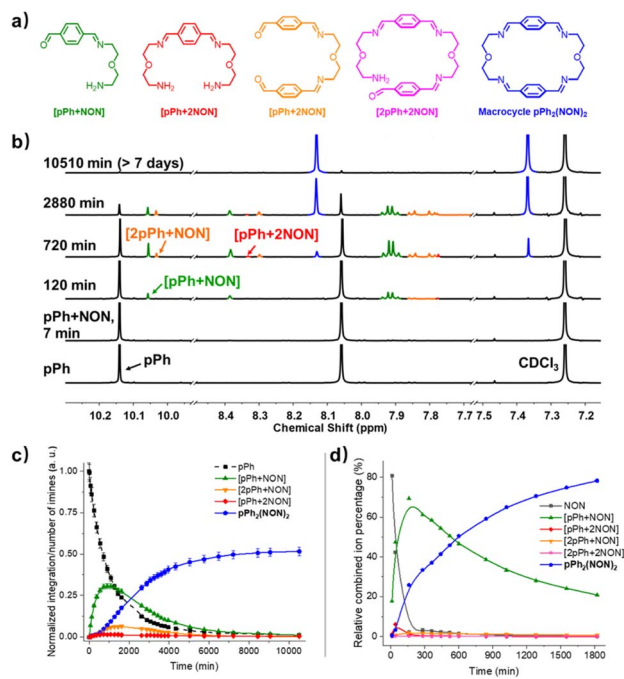 a)
O N O NH₂
N N O O NH₂ H₂N
O N O O N
N N O O NH₂ N O
N N O O N N
[pPh+NON] [pPh+2NON] [pPh+2NON] [2pPh+2NON] Macrocycle pPh₂(NON)₂
b)
10510 min (> 7 days)
2880 min
[2pPh+NON] [pPh+2NON]
720 min
[pPh+NON]
120 min
pPh+NON,
7 min
pPh pPh CDCl₃
10.2 10.1 10.0 8.4 8.3 8.2 8.1 8.0 7.9 7.8 7.7 7.5 7.4 7.3 7.2
Chemical Shift (ppm)
c)
Normalized integration/number of imines (a. u.)
1.00
0.75
0.50
0.25
0.00
pPh
[pPh+NON]
[2pPh+NON]
[pPh+2NON]
pPh₂(NON)₂
0 2000 4000 6000 8000 10000
Time (min)
d)
Relative combined ion percentage (%)
80
60
40
20
0
NON
[pPh+NON]
[pPh+2NON]
[2pPh+NON]
[2pPh+2NON]
pPh₂(NON)₂
0 300 600 900 1200 1500 1800
Time (min)